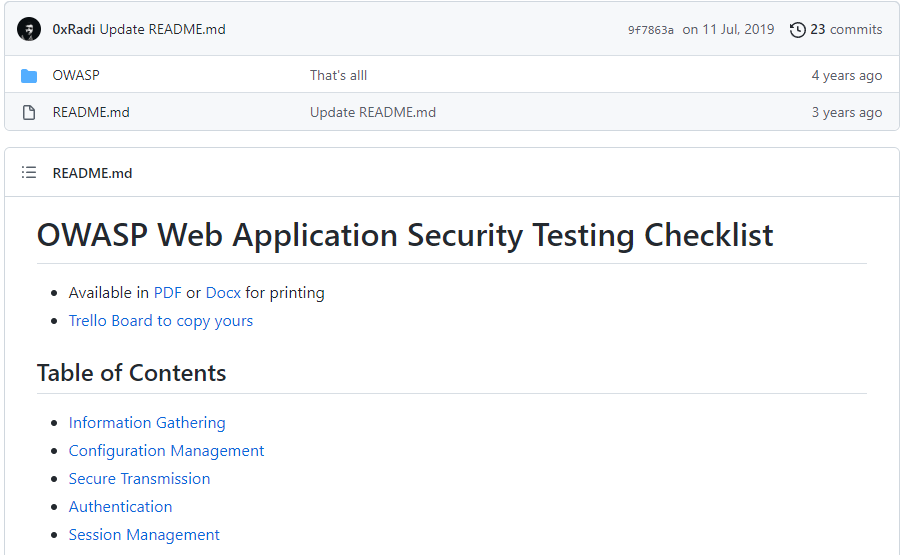 0xRadi Update README.md 9f7863a on 11 Jul, 2019 23 commits
OWASP That's alll 4 years ago
README.md Update README.md 3 years ago
README.md
OWASP Web Application Security Testing Checklist
Available in PDF or Docx for printing
Trello Board to copy yours
Table of Contents
Information Gathering
Configuration Management
Secure Transmission
Authentication
Session Management